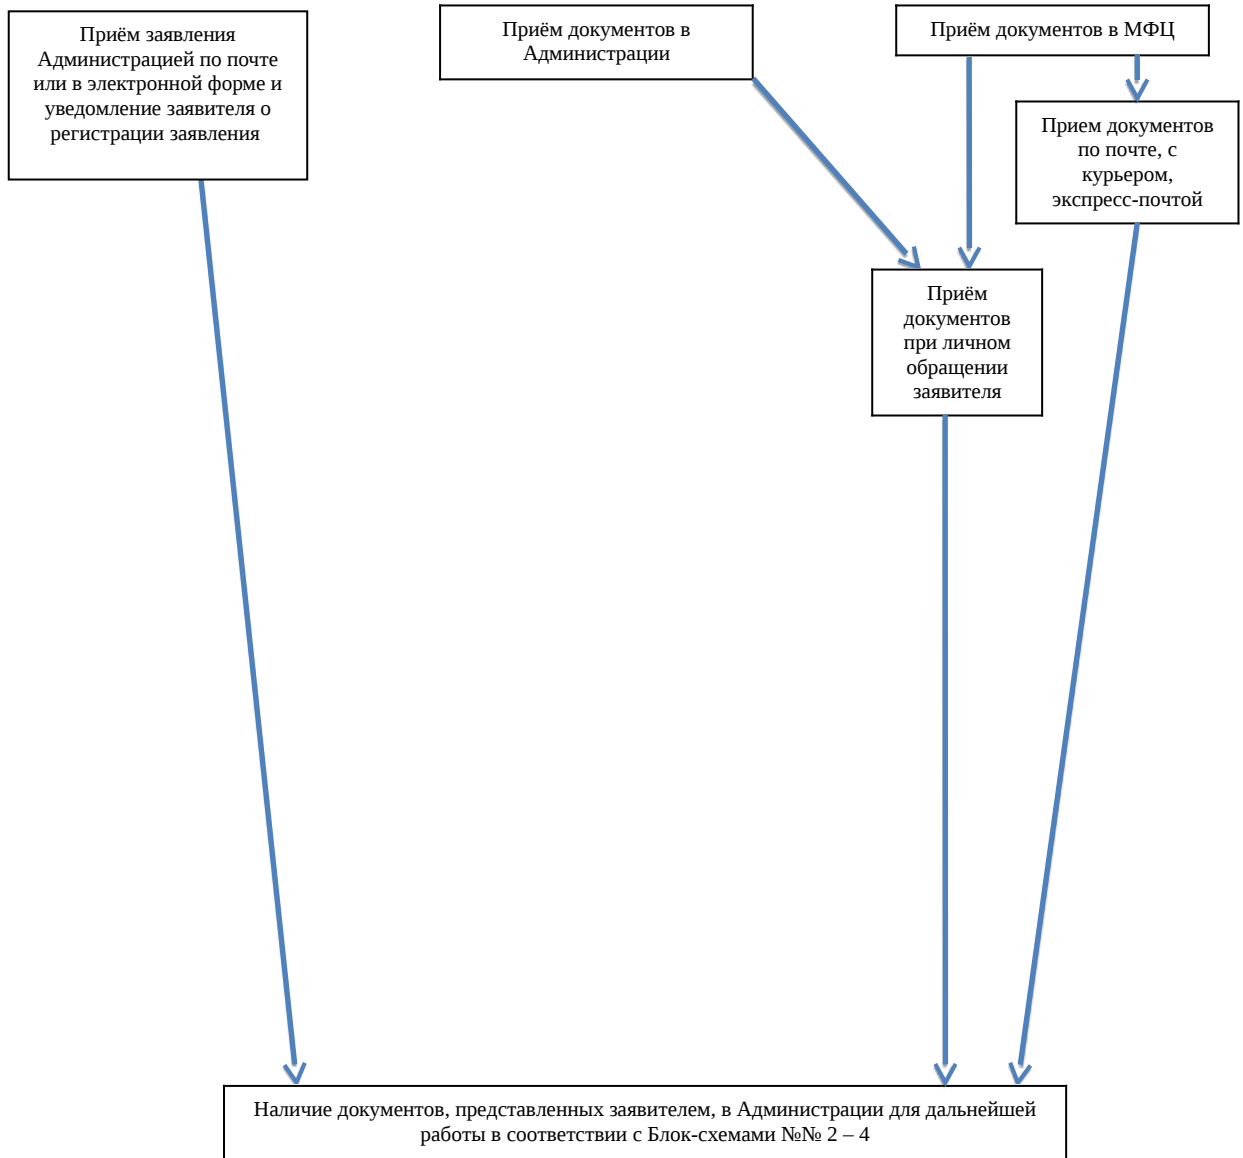 Приём заявления
Администрацией по почте
или в электронной форме и
уведомление заявителя о
регистрации заявления
Приём документов в
Администрации
Приём документов в МФЦ
Прием документов
по почте, с
курьером,
экспресс-почтой
Приём
документов
при личном
обращении
заявителя
Наличие документов, представленных заявителем, в Администрации для дальнейшей
работы в соответствии с Блок-схемами №№ 2 – 4